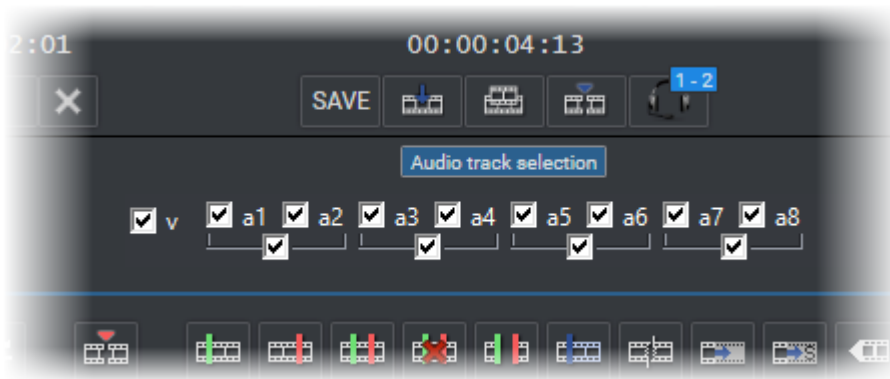 2:01 00:00:04:13
SAVE 1 - 2
Audio track selection
v a1 a2 a3 a4 a5 a6 a7 a8
S